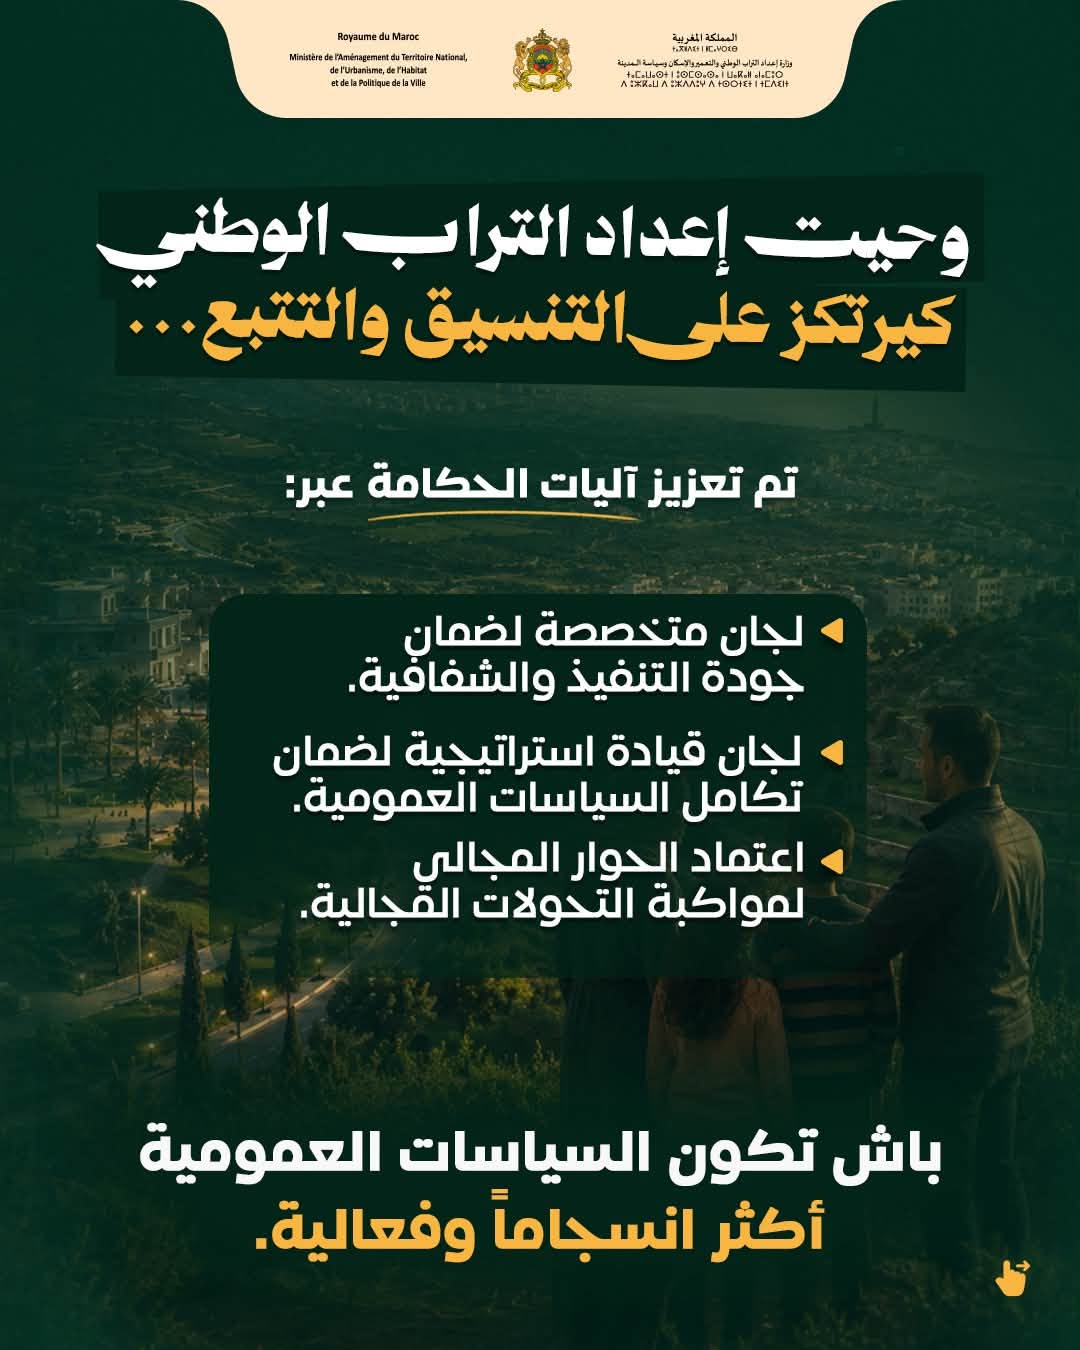 Royaume du Maroc
Ministère de l'Aménagement du Territoire National,
de l'Urbanisme, de l'Habitat
et de la Politique de la Ville
المملكة المغربية
ⵜⴰⴳⵍⴷⵉⵜ ⵏ ⵍⵎⵖⵔⵉⴱ
وزارة إعداد التراب الوطني والتعمير والإسكان وسياسة المدينة
وحيت إعداد التراب الوطني
كيرتكز على التنسيق والتتبع...
تم تعزيز آليات الحكامة عبر:
لجان متخصصة لضمان
جودة التنفيذ والشفافية.
لجان قيادة استراتيجية لضمان
تكامل السياسات العمومية.
اعتماد الحوار المجالي
لمواكبة التحولات المجالية.
باش تكون السياسات العمومية
أكثر انسجاماً وفعالية.